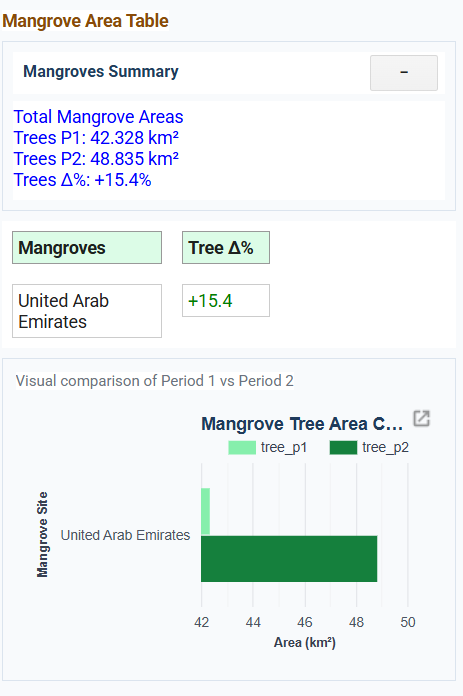 Mangrove Area Table
Mangroves Summary
−
Total Mangrove Areas
Trees P1: 42.328 km²
Trees P2: 48.835 km²
Trees Δ%: +15.4%
Mangroves Tree Δ%
United Arab Emirates +15.4
Visual comparison of Period 1 vs Period 2
Mangrove Tree Area C...
tree_p1 tree_p2
Mangrove Site
United Arab Emirates
42 44 46 48 50
Area (km²)